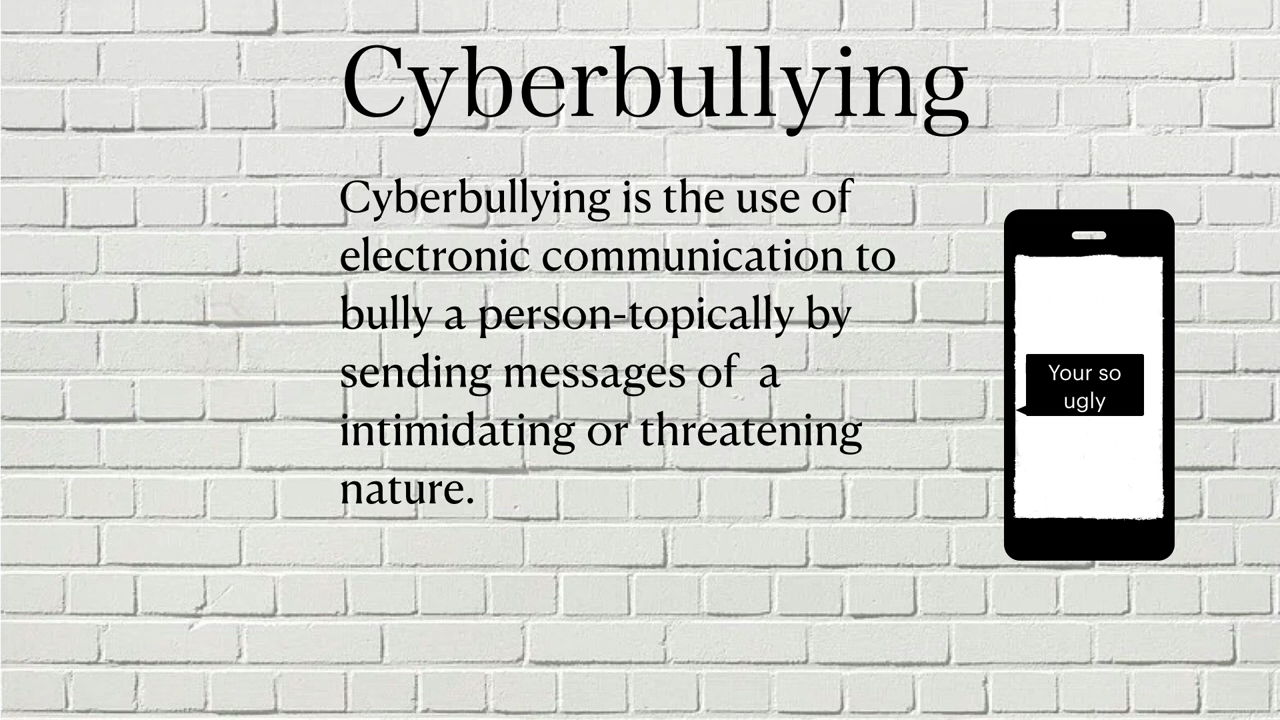 Cyberbullying
Cyberbullying is the use of
electronic communication to
bully a person-topically by
sending messages of  a
intimidating or threatening
nature.
Your so
ugly